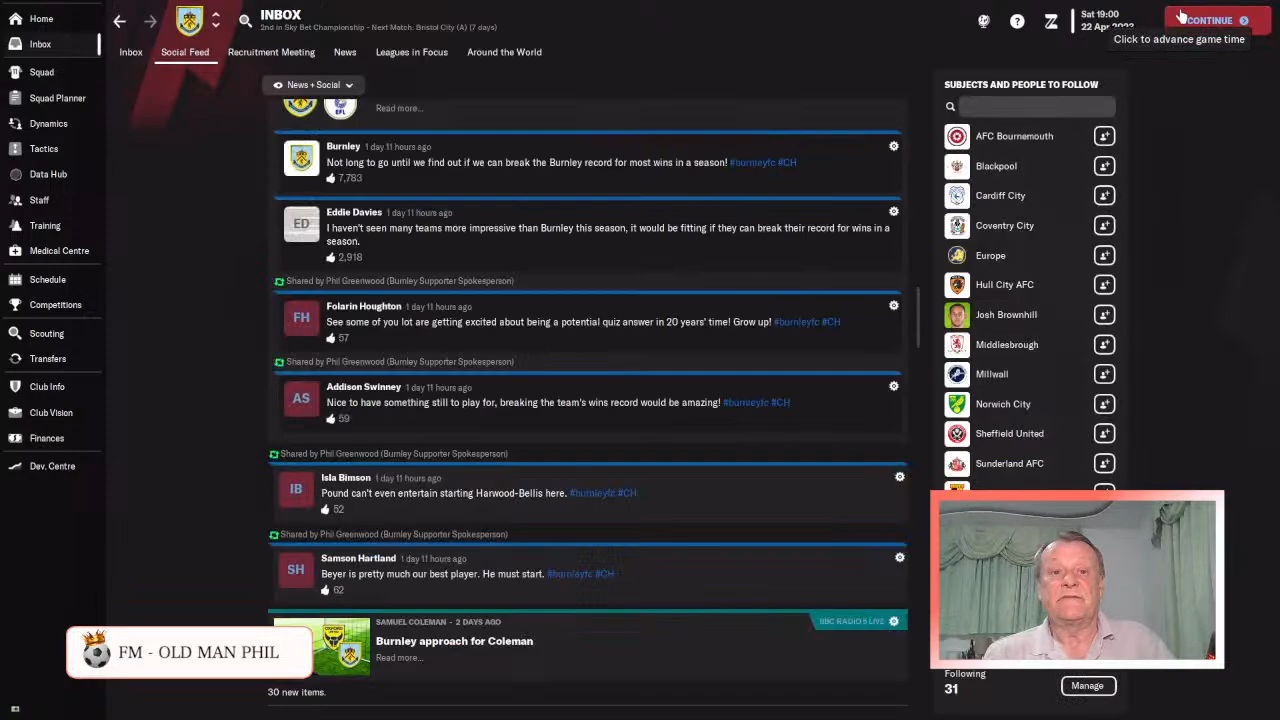 Home
INBOX
2nd in Sky Bet Championship - Next Match, Bristol City (A) (7 days)
Sat 19:00
22 Apr 2023
CONTINUE
Click to advance game time
Inbox
Social Feed
Recruitment Meeting
News
Leagues in Focus
Around the World
Inbox
Squad
Squad Planner
Dynamics
Tactics
Data Hub
Staff
Training
Medical Centre
Schedule
Competitions
Scouting
Transfers
Club Info
Club Vision
Finances
Dev. Centre
News + Social
EFL
Read more...
Burnley 1 day 11 hours ago
Not long to go until we find out if we can break the Burnley record for most wins in a season! #burnleyfc #CH
7,783
ED
Eddie Davies 1 day 11 hours ago
I haven't seen many teams more impressive than Burnley this season, it would be fitting if they can break their record for wins in a
season.
2,918
Shared by Phil Greenwood (Burnley Supporter Spokesperson)
FH
Folarin Houghton 1 day 11 hours ago
See some of you lot are getting excited about being a potential quiz answer in 20 years' time! Grow up! #burnleyfc #CH
57
Shared by Phil Greenwood (Burnley Supporter Spokesperson)
AS
Addison Swinney 1 day 11 hours ago
Nice to have something still to play for, breaking the team's wins record would be amazing! #burnleyfc #CH
59
Shared by Phil Greenwood (Burnley Supporter Spokesperson)
IB
Isla Bimson 1 day 11 hours ago
Pound can't even entertain starting Harwood-Bellis here. #burnleyfc #CH
52
Shared by Phil Greenwood (Burnley Supporter Spokesperson)
SH
Samson Hartland 1 day 11 hours ago
Beyer is pretty much our best player. He must start. #burnleyfc #CH
62
SAMUEL COLEMAN - 2 DAYS AGO
BBC RADIO 5 LIVE
Burnley approach for Coleman
Read more...
30 new items.
SUBJECTS AND PEOPLE TO FOLLOW
AFC Bournemouth
Blackpool
Cardiff City
Coventry City
Europe
Hull City AFC
Josh Brownhill
Middlesbrough
Millwall
Norwich City
Sheffield United
Sunderland AFC
Following
31
Manage
FM - OLD MAN PHIL